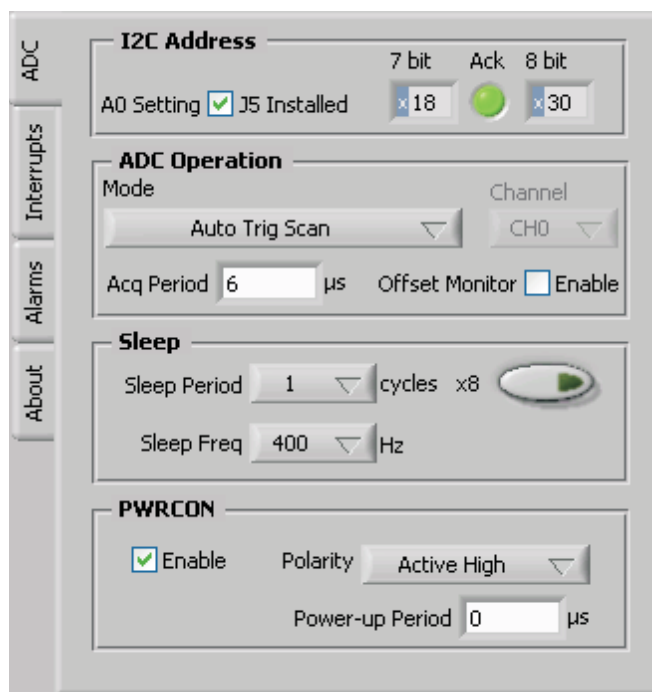 ADC
Interrupts
Alarms
About
I2C Address
7 bit Ack 8 bit
A0 Setting J5 Installed x 18 x 30
ADC Operation
Mode Channel
Auto Trig Scan CH0
Acq Period 6 μs Offset Monitor Enable
Sleep
Sleep Period 1 cycles x8
Sleep Freq 400 Hz
PWRCON
Enable Polarity Active High
Power-up Period 0 μs